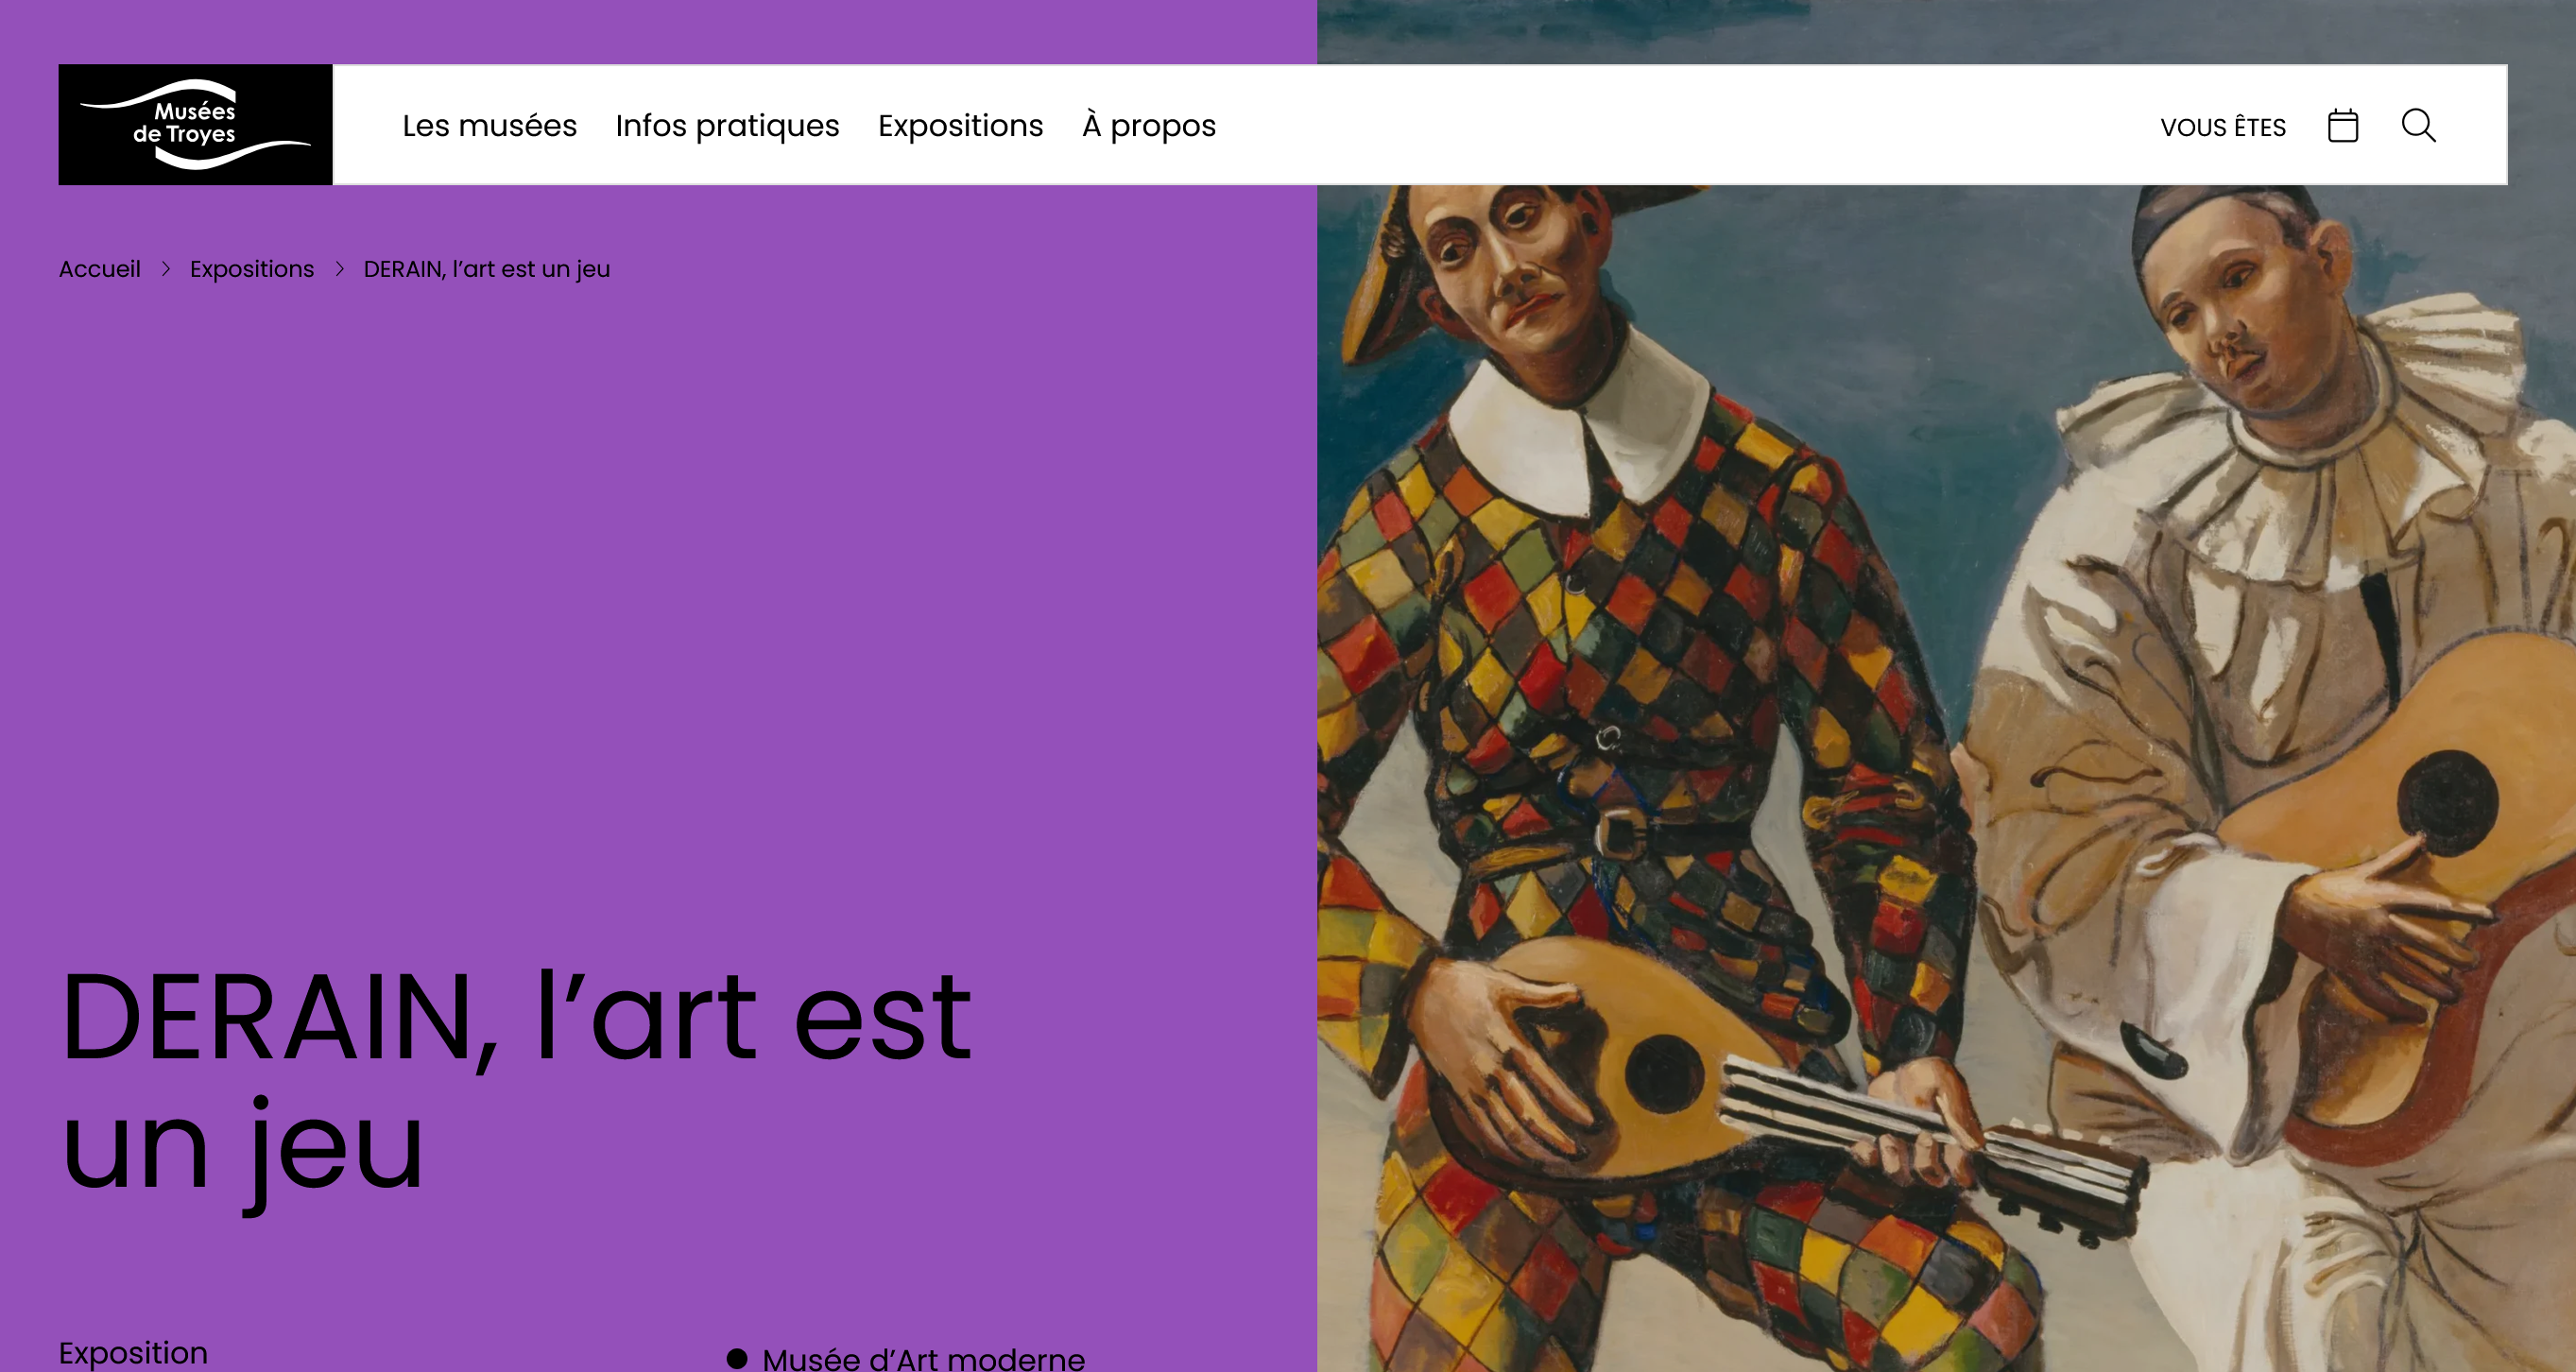 Musées
de Troyes
Les musées Infos pratiques Expositions À propos
VOUS ÊTES
Accueil > Expositions > DERAIN, l’art est un jeu
DERAIN, l’art est
un jeu
Exposition
Musée d’Art moderne